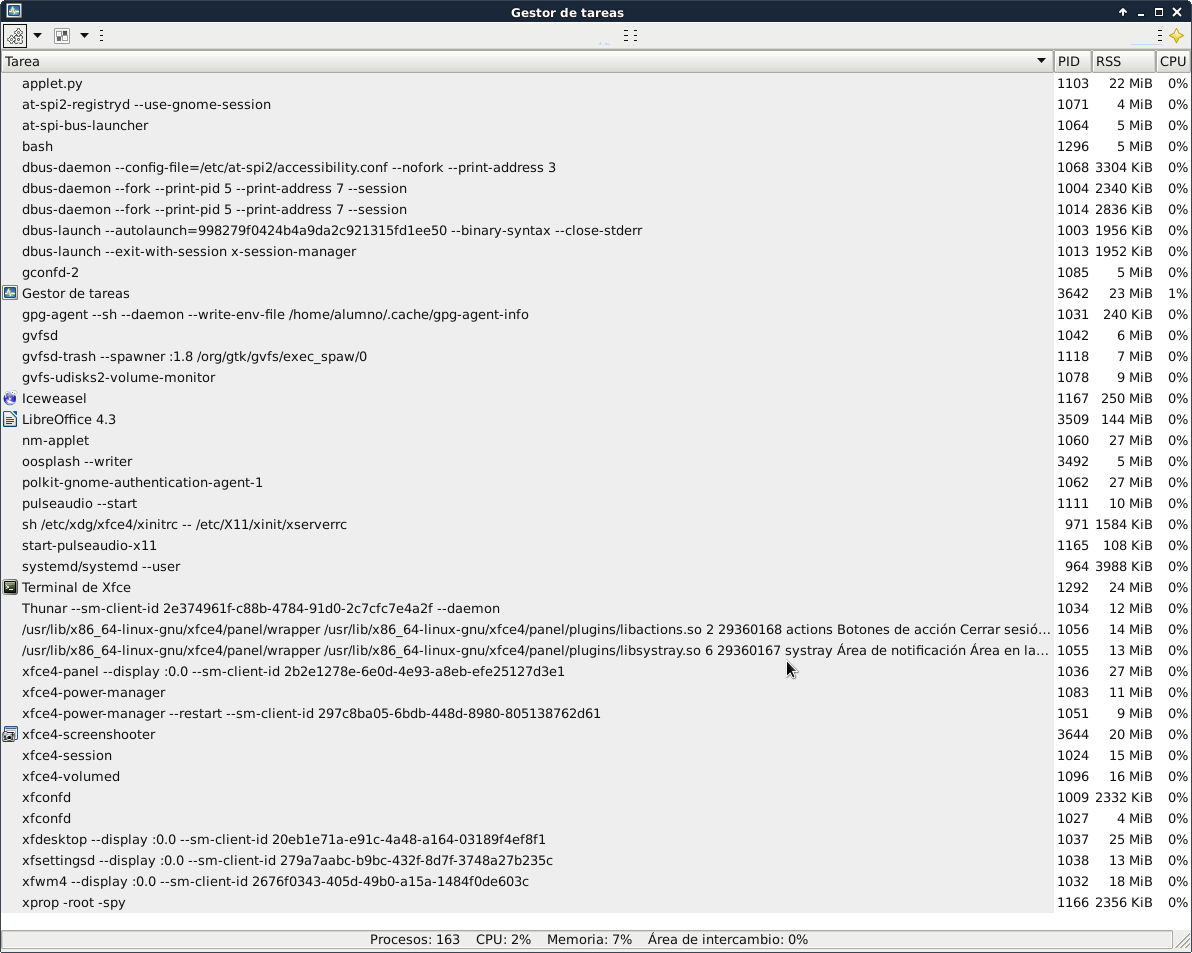 Gestor de tareas
Tarea PID RSS CPU
applet.py 1103 22 MiB 0%
at-spi2-registryd --use-gnome-session 1071 4 MiB 0%
at-spi-bus-launcher 1064 5 MiB 0%
bash 1296 5 MiB 0%
dbus-daemon --config-file=/etc/at-spi2/accessibility.conf --nofork --print-address 3 1068 3304 KiB 0%
dbus-daemon --fork --print-pid 5 --print-address 7 --session 1004 2340 KiB 0%
dbus-daemon --fork --print-pid 5 --print-address 7 --session 1014 2836 KiB 0%
dbus-launch --autolaunch=998279f0424b4a9da2c921315fd1ee50 --binary-syntax --close-stderr 1003 1956 KiB 0%
dbus-launch --exit-with-session x-session-manager 1013 1952 KiB 0%
gconfd-2 1085 5 MiB 0%
Gestor de tareas 3642 23 MiB 1%
gpg-agent --sh --daemon --write-env-file /home/alumno/.cache/gpg-agent-info 1031 240 KiB 0%
gvfsd 1042 6 MiB 0%
gvfsd-trash --spawner :1.8 /org/gtk/gvfs/exec_spaw/0 1118 7 MiB 0%
gvfs-udisks2-volume-monitor 1078 9 MiB 0%
Iceweasel 1167 250 MiB 0%
LibreOffice 4.3 3509 144 MiB 0%
nm-applet 1060 27 MiB 0%
oosplash --writer 3492 5 MiB 0%
polkit-gnome-authentication-agent-1 1062 27 MiB 0%
pulseaudio --start 1111 10 MiB 0%
sh /etc/xdg/xfce4/xinitrc -- /etc/X11/xinit/xserverrc 971 1584 KiB 0%
start-pulseaudio-x11 1165 108 KiB 0%
systemd/systemd --user 964 3988 KiB 0%
Terminal de Xfce 1292 24 MiB 0%
Thunar --sm-client-id 2e374961f-c88b-4784-91d0-2c7cfc7e4a2f --daemon 1034 12 MiB 0%
/usr/lib/x86_64-linux-gnu/xfce4/panel/wrapper /usr/lib/x86_64-linux-gnu/xfce4/panel/plugins/libactions.so 2 29360168 actions Botones de acción Cerrar sesió... 1056 14 MiB 0%
/usr/lib/x86_64-linux-gnu/xfce4/panel/wrapper /usr/lib/x86_64-linux-gnu/xfce4/panel/plugins/libsystray.so 6 29360167 systray Área de notificación Área en la... 1055 13 MiB 0%
xfce4-panel --display :0.0 --sm-client-id 2b2e1278e-6e0d-4e93-a8eb-efe25127d3e1 1036 27 MiB 0%
xfce4-power-manager 1083 11 MiB 0%
xfce4-power-manager --restart --sm-client-id 297c8ba05-6bdb-448d-8980-805138762d61 1051 9 MiB 0%
xfce4-screenshooter 3644 20 MiB 0%
xfce4-session 1024 15 MiB 0%
xfce4-volumed 1096 16 MiB 0%
xfconfd 1009 2332 KiB 0%
xfconfd 1027 4 MiB 0%
xfdesktop --display :0.0 --sm-client-id 20eb1e71a-e91c-4a48-a164-03189f4ef8f1 1037 25 MiB 0%
xfsettingsd --display :0.0 --sm-client-id 279a7aabc-b9bc-432f-8d7f-3748a27b235c 1038 13 MiB 0%
xfwm4 --display :0.0 --sm-client-id 2676f0343-405d-49b0-a15a-1484f0de603c 1032 18 MiB 0%
xprop -root -spy 1166 2356 KiB 0%
Procesos: 163 CPU: 2% Memoria: 7% Área de intercambio: 0%